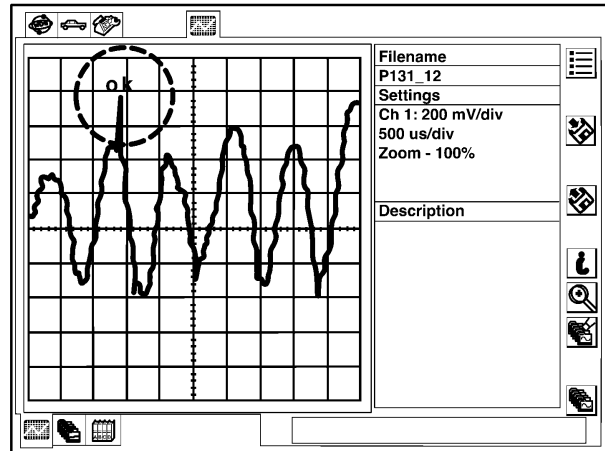 ok
Filename
P131_12
Settings
Ch 1: 200 mV/div
500 us/div
Zoom - 100%
Description